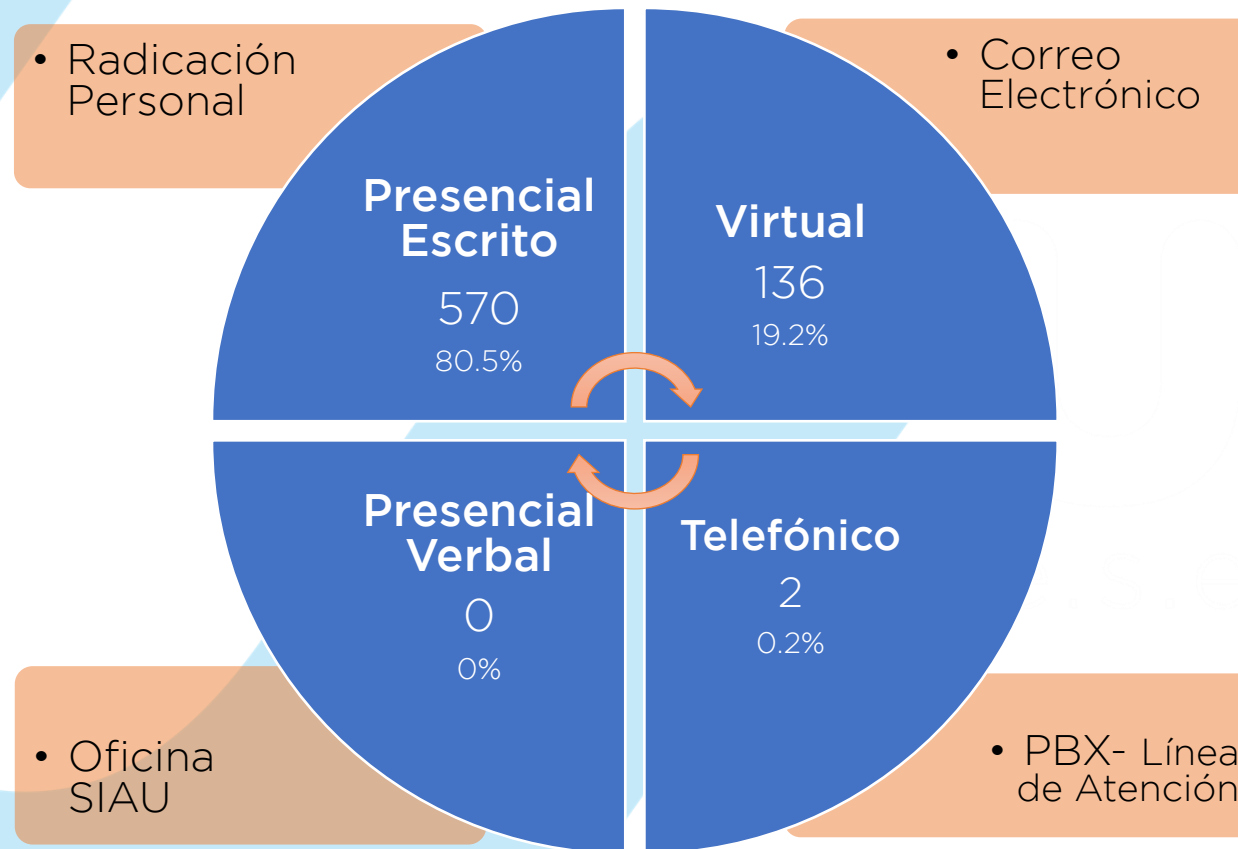 • Radicación
Personal
• Correo
Electrónico
Presencial
Escrito
570
80.5%
Virtual
136
19.2%
Presencial
Verbal
0
0%
Telefónico
2
0.2%
• Oficina
SIAU
• PBX- Línea
de Atención